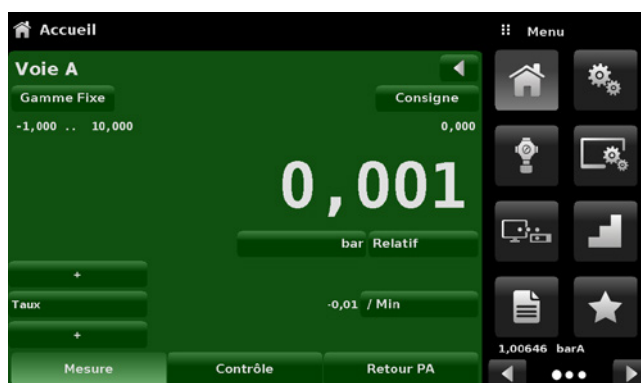 Accueil
Menu
Voie A
Gamme Fixe
Consigne
-1,000 .. 10,000
0,000
0,001
bar Relatif
+
Taux
-0,01 / Min
+
1,00646 barA
Mesure
Contrôle
Retour PA